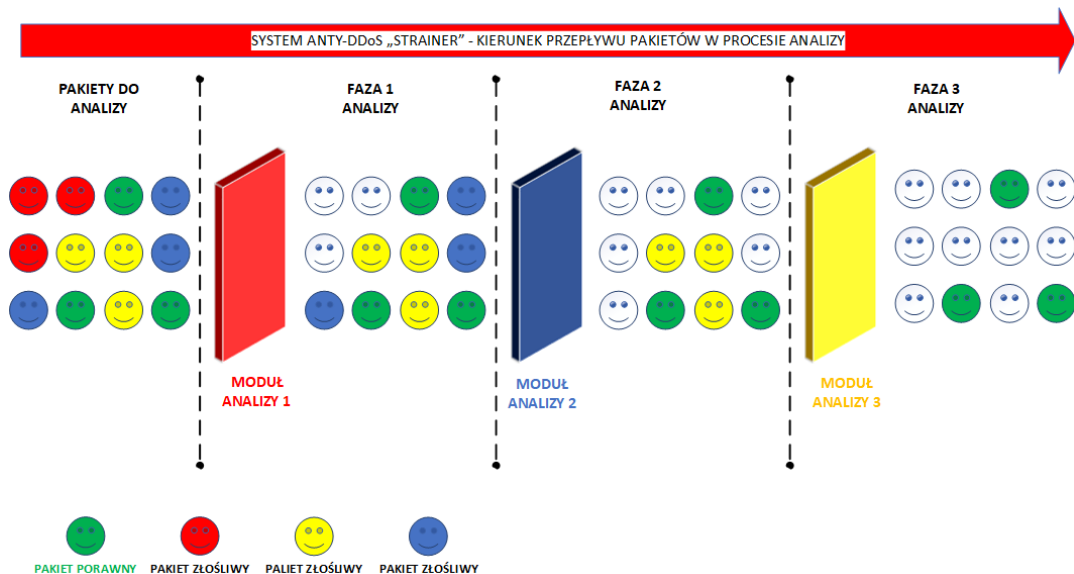 SYSTEM ANTY-DDoS „STRAINER” - KIERUNEK PRZEPŁYWU PAKIETÓW W PROCESIE ANALIZY
PAKIETY DO
ANALIZY
FAZA 1
ANALIZY
FAZA 2
ANALIZY
FAZA 3
ANALIZY
MODUŁ
ANALIZY 1
MODUŁ
ANALIZY 2
MODUŁ
ANALIZY 3
PAKIET PORAWNY
PAKIET ZŁOŚLIWY
PALIET ZŁOŚLIWY
PAKIET ZŁOŚLIWY